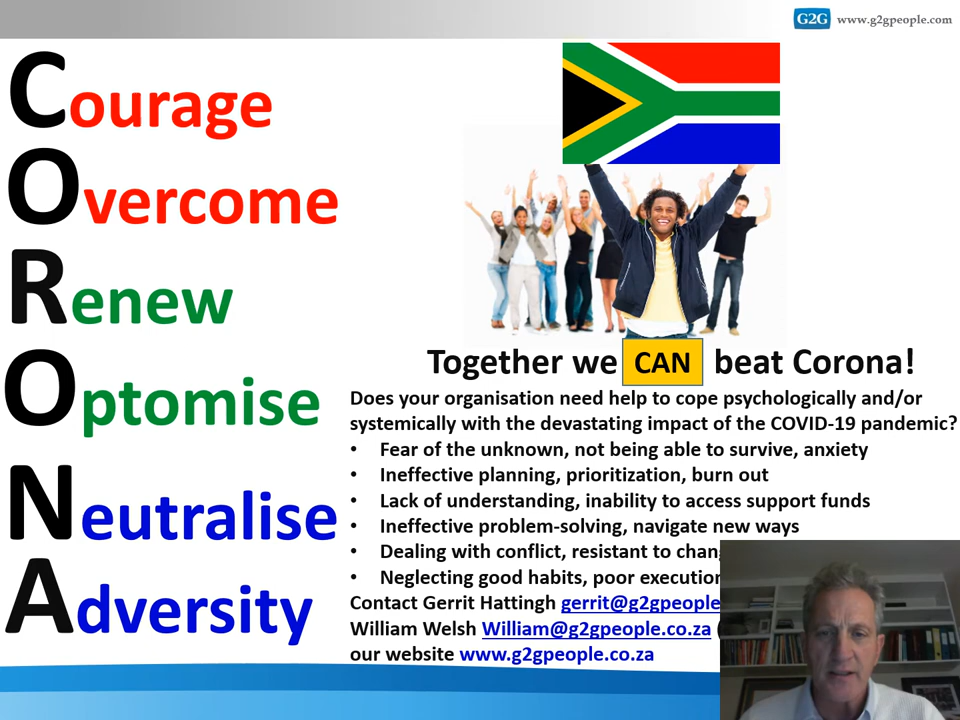 G2G www.g2gpeople.com
Courage
Overcome
Renew
Optomise
Neutralise
Adversity
Together we CAN beat Corona!
Does your organisation need help to cope psychologically and/or
systemically with the devastating impact of the COVID-19 pandemic?
• Fear of the unknown, not being able to survive, anxiety
• Ineffective planning, prioritization, burn out
• Lack of understanding, inability to access support funds
• Ineffective problem-solving, navigate new ways
• Dealing with conflict, resistant to chan
• Neglecting good habits, poor execution
Contact Gerrit Hattingh gerrit@g2gpeople
William Welsh William@g2gpeople.co.za (
our website www.g2gpeople.co.za